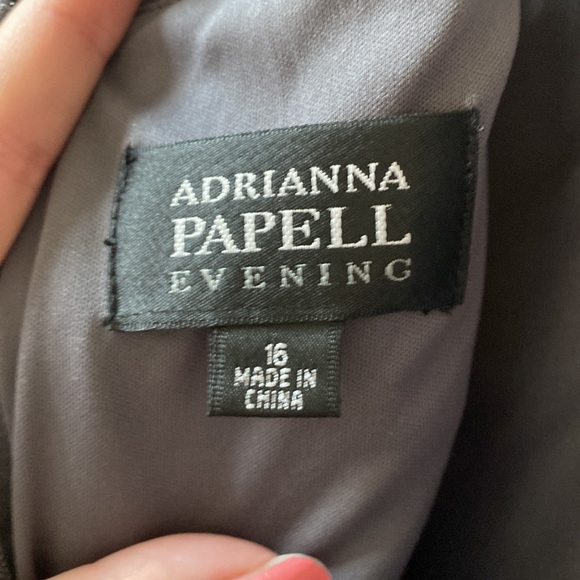 ADRIANNA
PAPELL
EVENING
16
MADE IN
CHINA